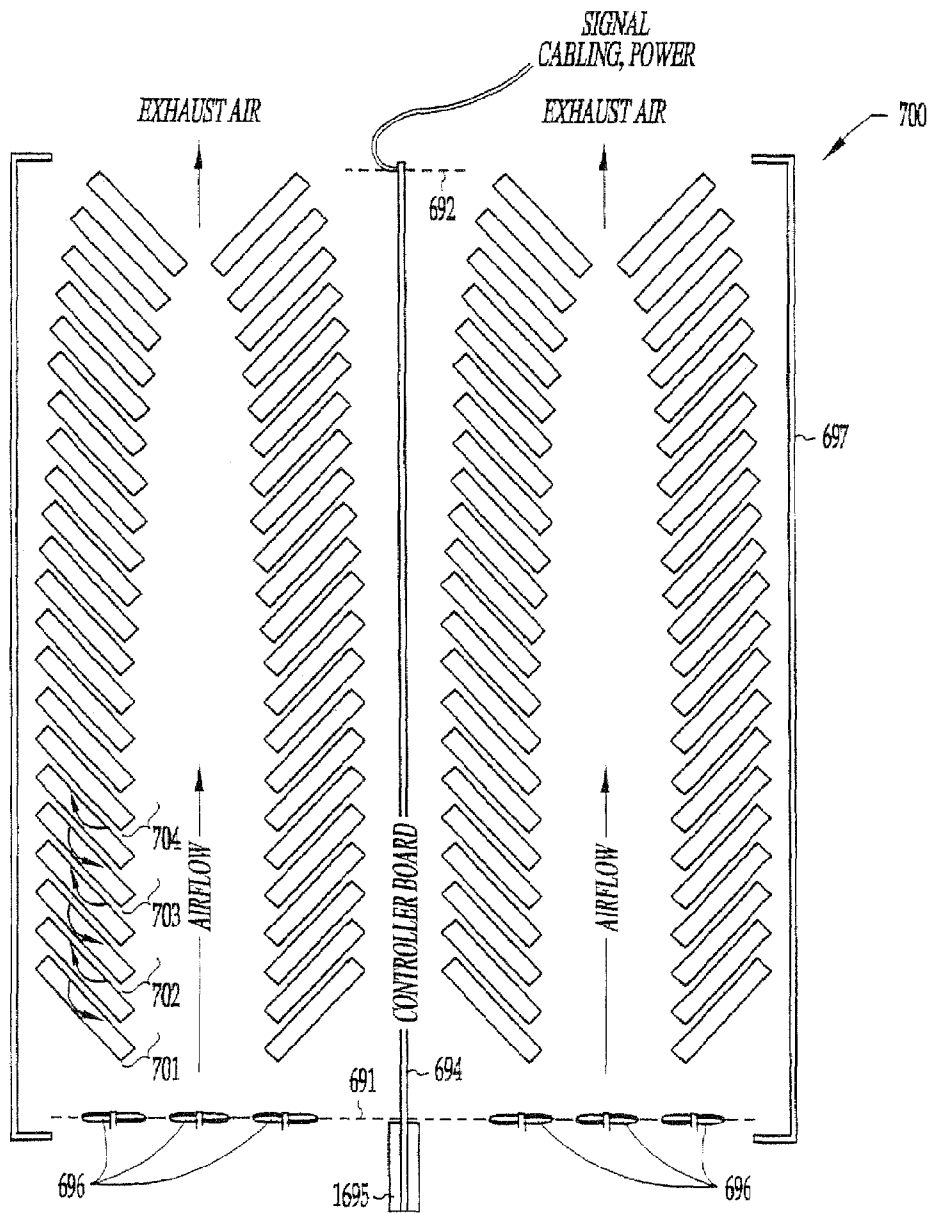 SIGNAL
CABLING, POWER
EXHAUST AIR
EXHAUST AIR
700
692
697
704
703
702
701
AIRFLOW
CONTROLLER BOARD
AIRFLOW
694
691
696
1695
696